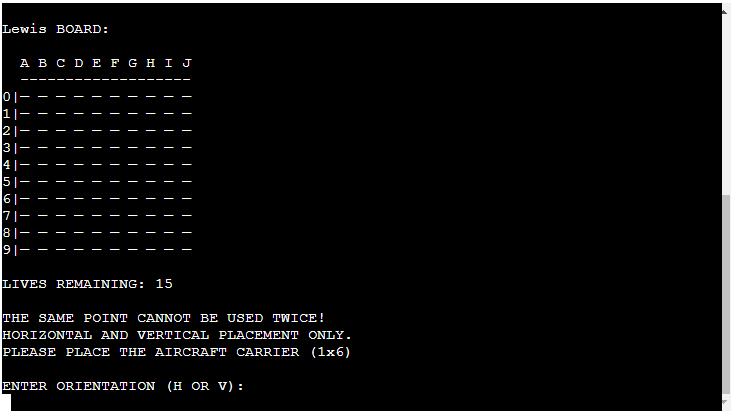 Lewis BOARD:
A B C D E F G H I J
-------------------
0|— — — — — — — — — —
1|— — — — — — — — — —
2|— — — — — — — — — —
3|— — — — — — — — — —
4|— — — — — — — — — —
5|— — — — — — — — — —
6|— — — — — — — — — —
7|— — — — — — — — — —
8|— — — — — — — — — —
9|— — — — — — — — — —
LIVES REMAINING: 15
THE SAME POINT CANNOT BE USED TWICE!
HORIZONTAL AND VERTICAL PLACEMENT ONLY.
PLEASE PLACE THE AIRCRAFT CARRIER (1x6)
ENTER ORIENTATION (H OR V):